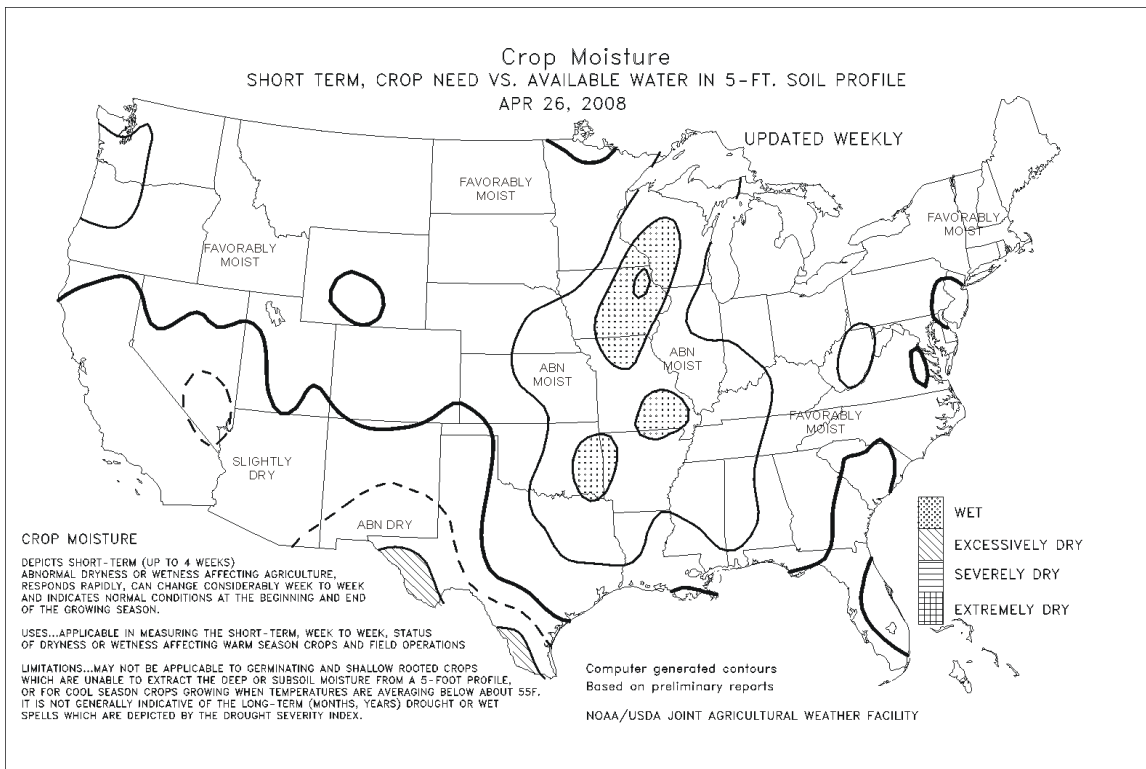 Crop Moisture
SHORT TERM, CROP NEED VS. AVAILABLE WATER IN 5-FT. SOIL PROFILE
APR 26, 2008
UPDATED WEEKLY
FAVORABLY
MOIST
FAVORABLY
MOIST
FAVORABLY
MOIST
ABN
MOIST
ABN
MOIST
FAVORABLY
MOIST
SLIGHTLY
DRY
ABN DRY
CROP MOISTURE
DEPICTS SHORT-TERM (UP TO 4 WEEKS)
ABNORMAL DRYNESS OR WETNESS AFFECTING AGRICULTURE,
RESPONDS RAPIDLY, CAN CHANGE CONSIDERABLY WEEK TO WEEK
AND INDICATES NORMAL CONDITIONS AT THE BEGINNING AND END
OF THE GROWING SEASON.
USES...APPLICABLE IN MEASURING THE SHORT-TERM, WEEK TO WEEK, STATUS
OF DRYNESS OR WETNESS AFFECTING WARM SEASON CROPS AND FIELD OPERATIONS
LIMITATIONS...MAY NOT BE APPLICABLE TO GERMINATING AND SHALLOW ROOTED CROPS
WHICH ARE UNABLE TO EXTRACT THE DEEP OR SUBSOIL MOISTURE FROM A 5-FOOT PROFILE,
OR FOR COOL SEASON CROPS GROWING WHEN TEMPERATURES ARE AVERAGING BELOW ABOUT 55F.
IT IS NOT GENERALLY INDICATIVE OF THE LONG-TERM (MONTHS, YEARS) DROUGHT OR WET
SPELLS WHICH ARE DEPICTED BY THE DROUGHT SEVERITY INDEX.
WET
EXCESSIVELY DRY
SEVERELY DRY
EXTREMELY DRY
Computer generated contours
Based on preliminary reports
NOAA/USDA JOINT AGRICULTURAL WEATHER FACILITY